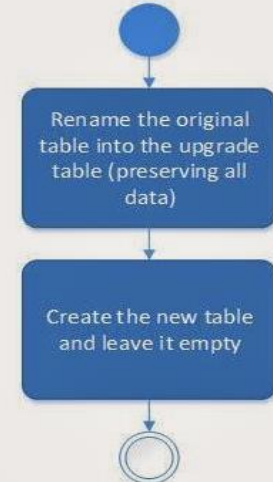 Rename the original
table into the upgrade
table (preserving all
data)
Create the new table
and leave it empty